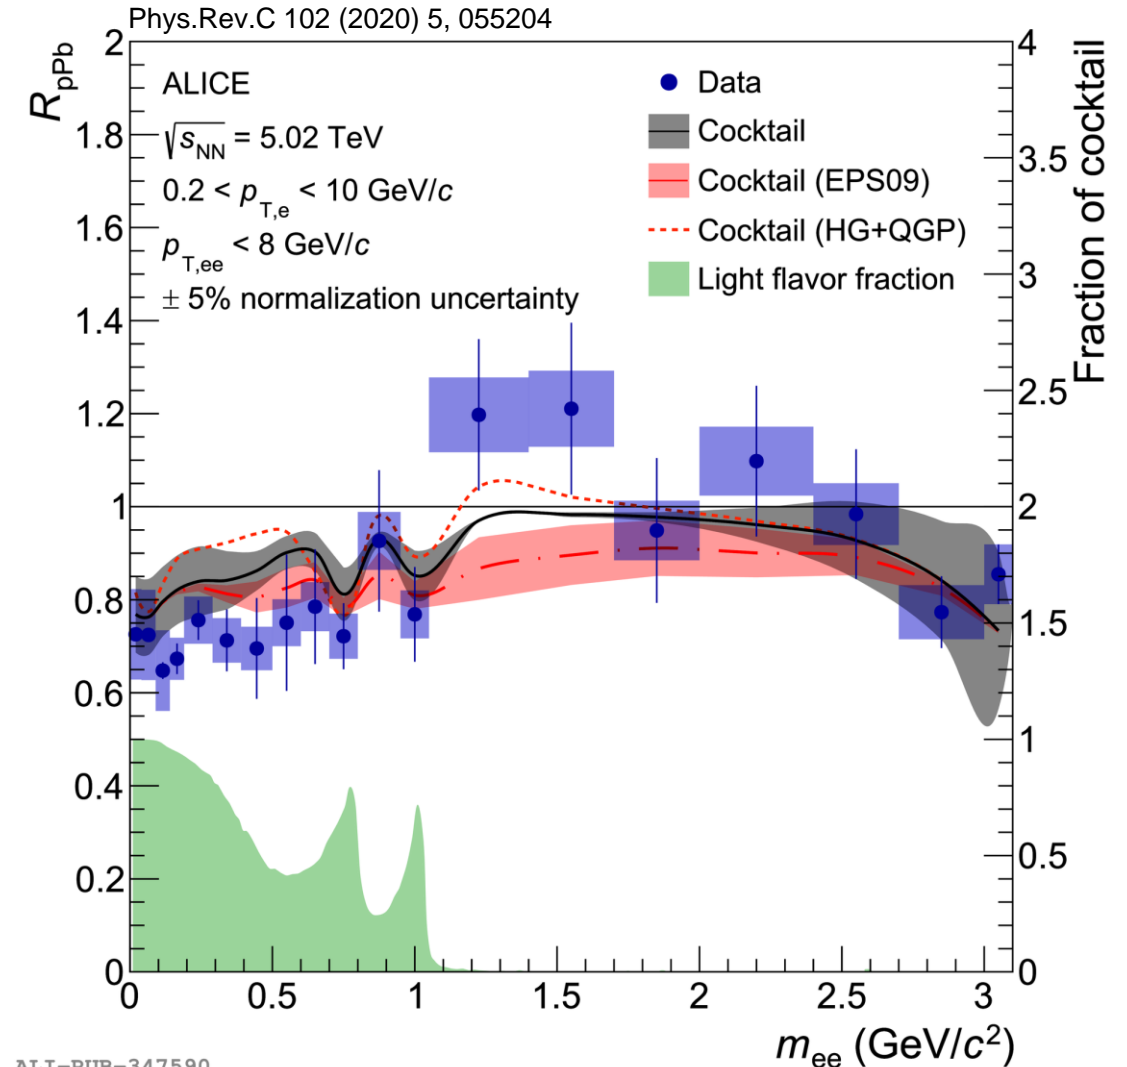 Phys.Rev.C 102 (2020) 5, 055204
R_pPb
Fraction of cocktail
2
1.8
1.6
1.4
1.2
1
0.8
0.6
0.4
0.2
0
4
3.5
3
2.5
2
1.5
1
0.5
0
ALICE
√s_NN = 5.02 TeV
0.2 < p_T,e < 10 GeV/c
p_T,ee < 8 GeV/c
± 5% normalization uncertainty
Data
Cocktail
Cocktail (EPS09)
Cocktail (HG+QGP)
Light flavor fraction
0 0.5 1 1.5 2 2.5 3
m_ee (GeV/c²)
ALI-PUB-347590